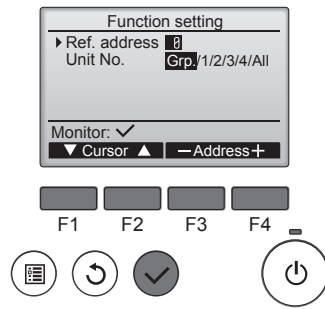 Function setting
Ref. address 0
Unit No. Grp./1/2/3/4/All
Monitor: ✓
▼ Cursor ▲ −Address+
F1 F2 F3 F4